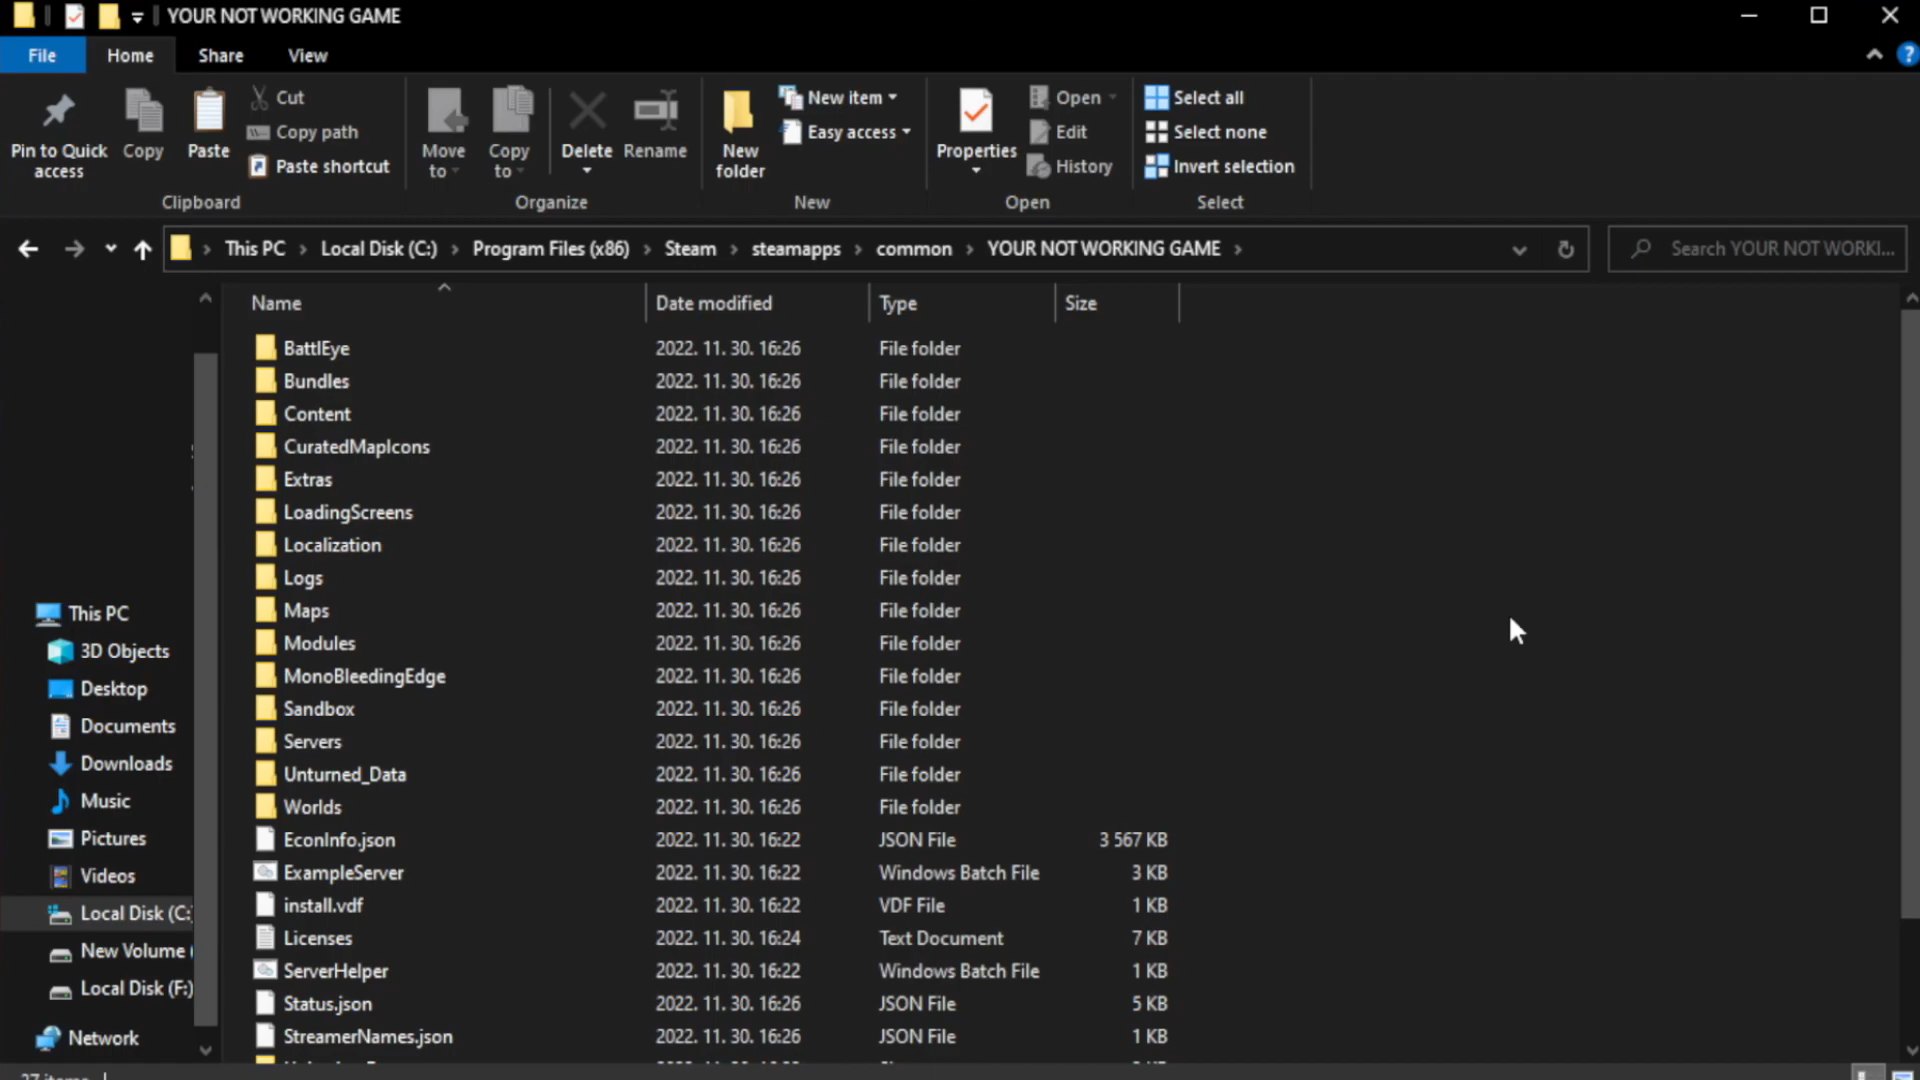 YOUR NOT WORKING GAME
File Home Share View
Pin to Quick access
Copy
Paste
Cut
Copy path
Paste shortcut
Clipboard
Move to
Copy to
Delete
Rename
Organize
New folder
New item
Easy access
New
Properties
Open
Edit
History
Open
Select all
Select none
Invert selection
Select
This PC Local Disk (C:) Program Files (x86) Steam steamapps common YOUR NOT WORKING GAME
Search YOUR NOT WORKI...
Name Date modified Type Size
BattlEye 2022. 11. 30. 16:26 File folder
Bundles 2022. 11. 30. 16:26 File folder
Content 2022. 11. 30. 16:26 File folder
CuratedMapIcons 2022. 11. 30. 16:26 File folder
Extras 2022. 11. 30. 16:26 File folder
LoadingScreens 2022. 11. 30. 16:26 File folder
Localization 2022. 11. 30. 16:26 File folder
Logs 2022. 11. 30. 16:26 File folder
Maps 2022. 11. 30. 16:26 File folder
Modules 2022. 11. 30. 16:26 File folder
MonoBleedingEdge 2022. 11. 30. 16:26 File folder
Sandbox 2022. 11. 30. 16:26 File folder
Servers 2022. 11. 30. 16:26 File folder
Unturned_Data 2022. 11. 30. 16:26 File folder
Worlds 2022. 11. 30. 16:26 File folder
EconInfo.json 2022. 11. 30. 16:22 JSON File 3 567 KB
ExampleServer 2022. 11. 30. 16:22 Windows Batch File 3 KB
install.vdf 2022. 11. 30. 16:22 VDF File 1 KB
Licenses 2022. 11. 30. 16:24 Text Document 7 KB
ServerHelper 2022. 11. 30. 16:22 Windows Batch File 1 KB
Status.json 2022. 11. 30. 16:26 JSON File 5 KB
StreamerNames.json 2022. 11. 30. 16:26 JSON File 1 KB
This PC
3D Objects
Desktop
Documents
Downloads
Music
Pictures
Videos
Local Disk (C:)
New Volume (
Local Disk (F:)
Network